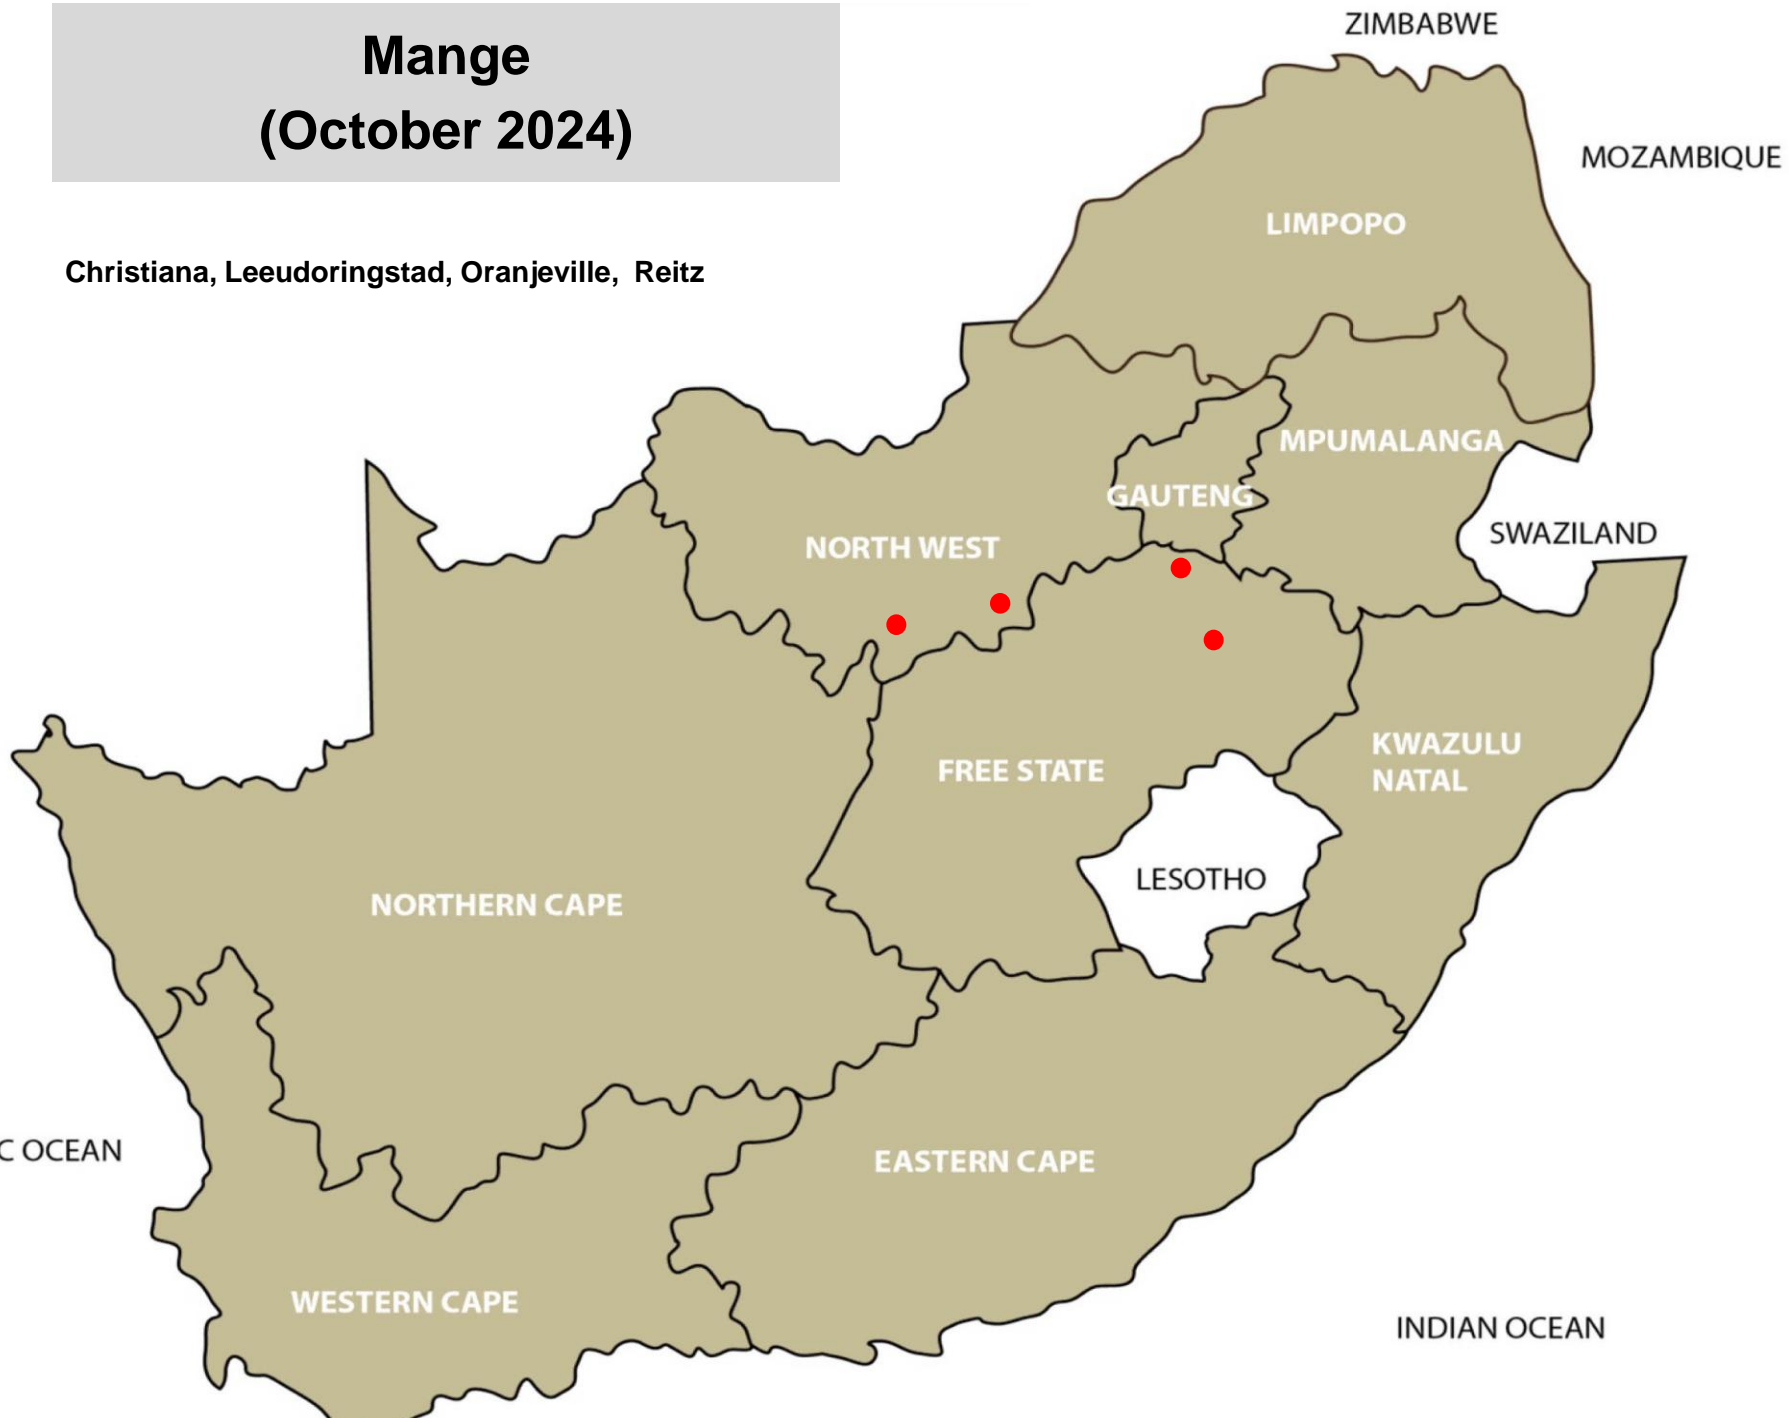 Mange
(October 2024)
Christiana, Leeudoringstad, Oranjeville,  Reitz
ZIMBABWE
MOZAMBIQUE
LIMPOPO
MPUMALANGA
GAUTENG
SWAZILAND
NORTH WEST
KWAZULU
NATAL
FREE STATE
LESOTHO
NORTHERN CAPE
C OCEAN
EASTERN CAPE
WESTERN CAPE
INDIAN OCEAN